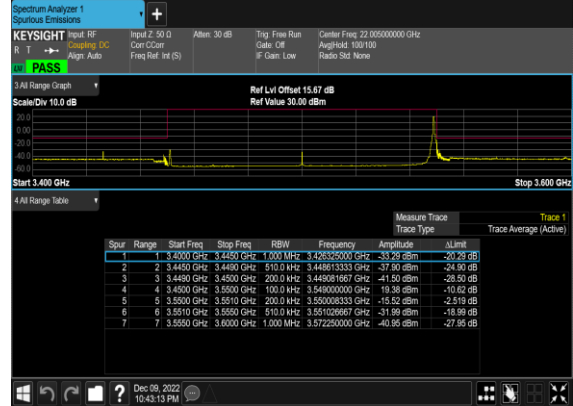 Spectrum Analyzer 1
Spurious Emissions
+
KEYSIGHT Input: RF Input Z: 50 Ω Atten: 30 dB Trig: Free Run Center Freq: 22.005000000 GHz
R T Coupling: DC Corr CCorr Gate: Off Avg|Hold: 100/100
Align: Auto Freq Ref: Int (S) IF Gain: Low Radio Std: None
PASS
3 All Range Graph
Ref Lvl Offset 15.67 dB
Scale/Div 10.0 dB Ref Value 30.00 dBm
20.0
0.00
-20.0
-40.0
-60.0
Start 3.400 GHz Stop 3.600 GHz
4 All Range Table
Measure Trace Trace 1
Trace Type Trace Average (Active)
Spur Range Start Freq Stop Freq RBW Frequency Amplitude ΔLimit
1 1 3.4000 GHz 3.4450 GHz 1.000 MHz 3.426325000 GHz -33.29 dBm -20.29 dB
2 2 3.4450 GHz 3.4490 GHz 510.0 kHz 3.448613333 GHz -37.90 dBm -24.90 dB
3 3 3.4490 GHz 3.4500 GHz 200.0 kHz 3.449081667 GHz -41.50 dBm -28.50 dB
4 4 3.4500 GHz 3.5500 GHz 100.0 kHz 3.549000000 GHz 19.38 dBm -10.62 dB
5 5 3.5500 GHz 3.5510 GHz 200.0 kHz 3.550008333 GHz -15.52 dBm -2.519 dB
6 6 3.5510 GHz 3.5550 GHz 510.0 kHz 3.551026667 GHz -31.99 dBm -18.99 dB
7 7 3.5550 GHz 3.6000 GHz 1.000 MHz 3.572250000 GHz -40.95 dBm -27.95 dB
? Dec 09, 2022
10:43:13 PM